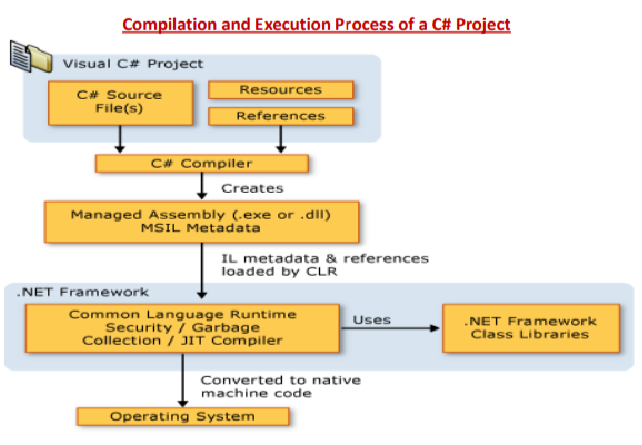 Compilation and Execution Process of a C# Project
Visual C# Project
C# Source
File(s)
Resources
References
C# Compiler
Creates
Managed Assembly (.exe or .dll)
MSIL Metadata
IL metadata & references
loaded by CLR
.NET Framework
Common Language Runtime
Security / Garbage
Collection / JIT Compiler
Uses
.NET Framework
Class Libraries
Converted to native
machine code
Operating System